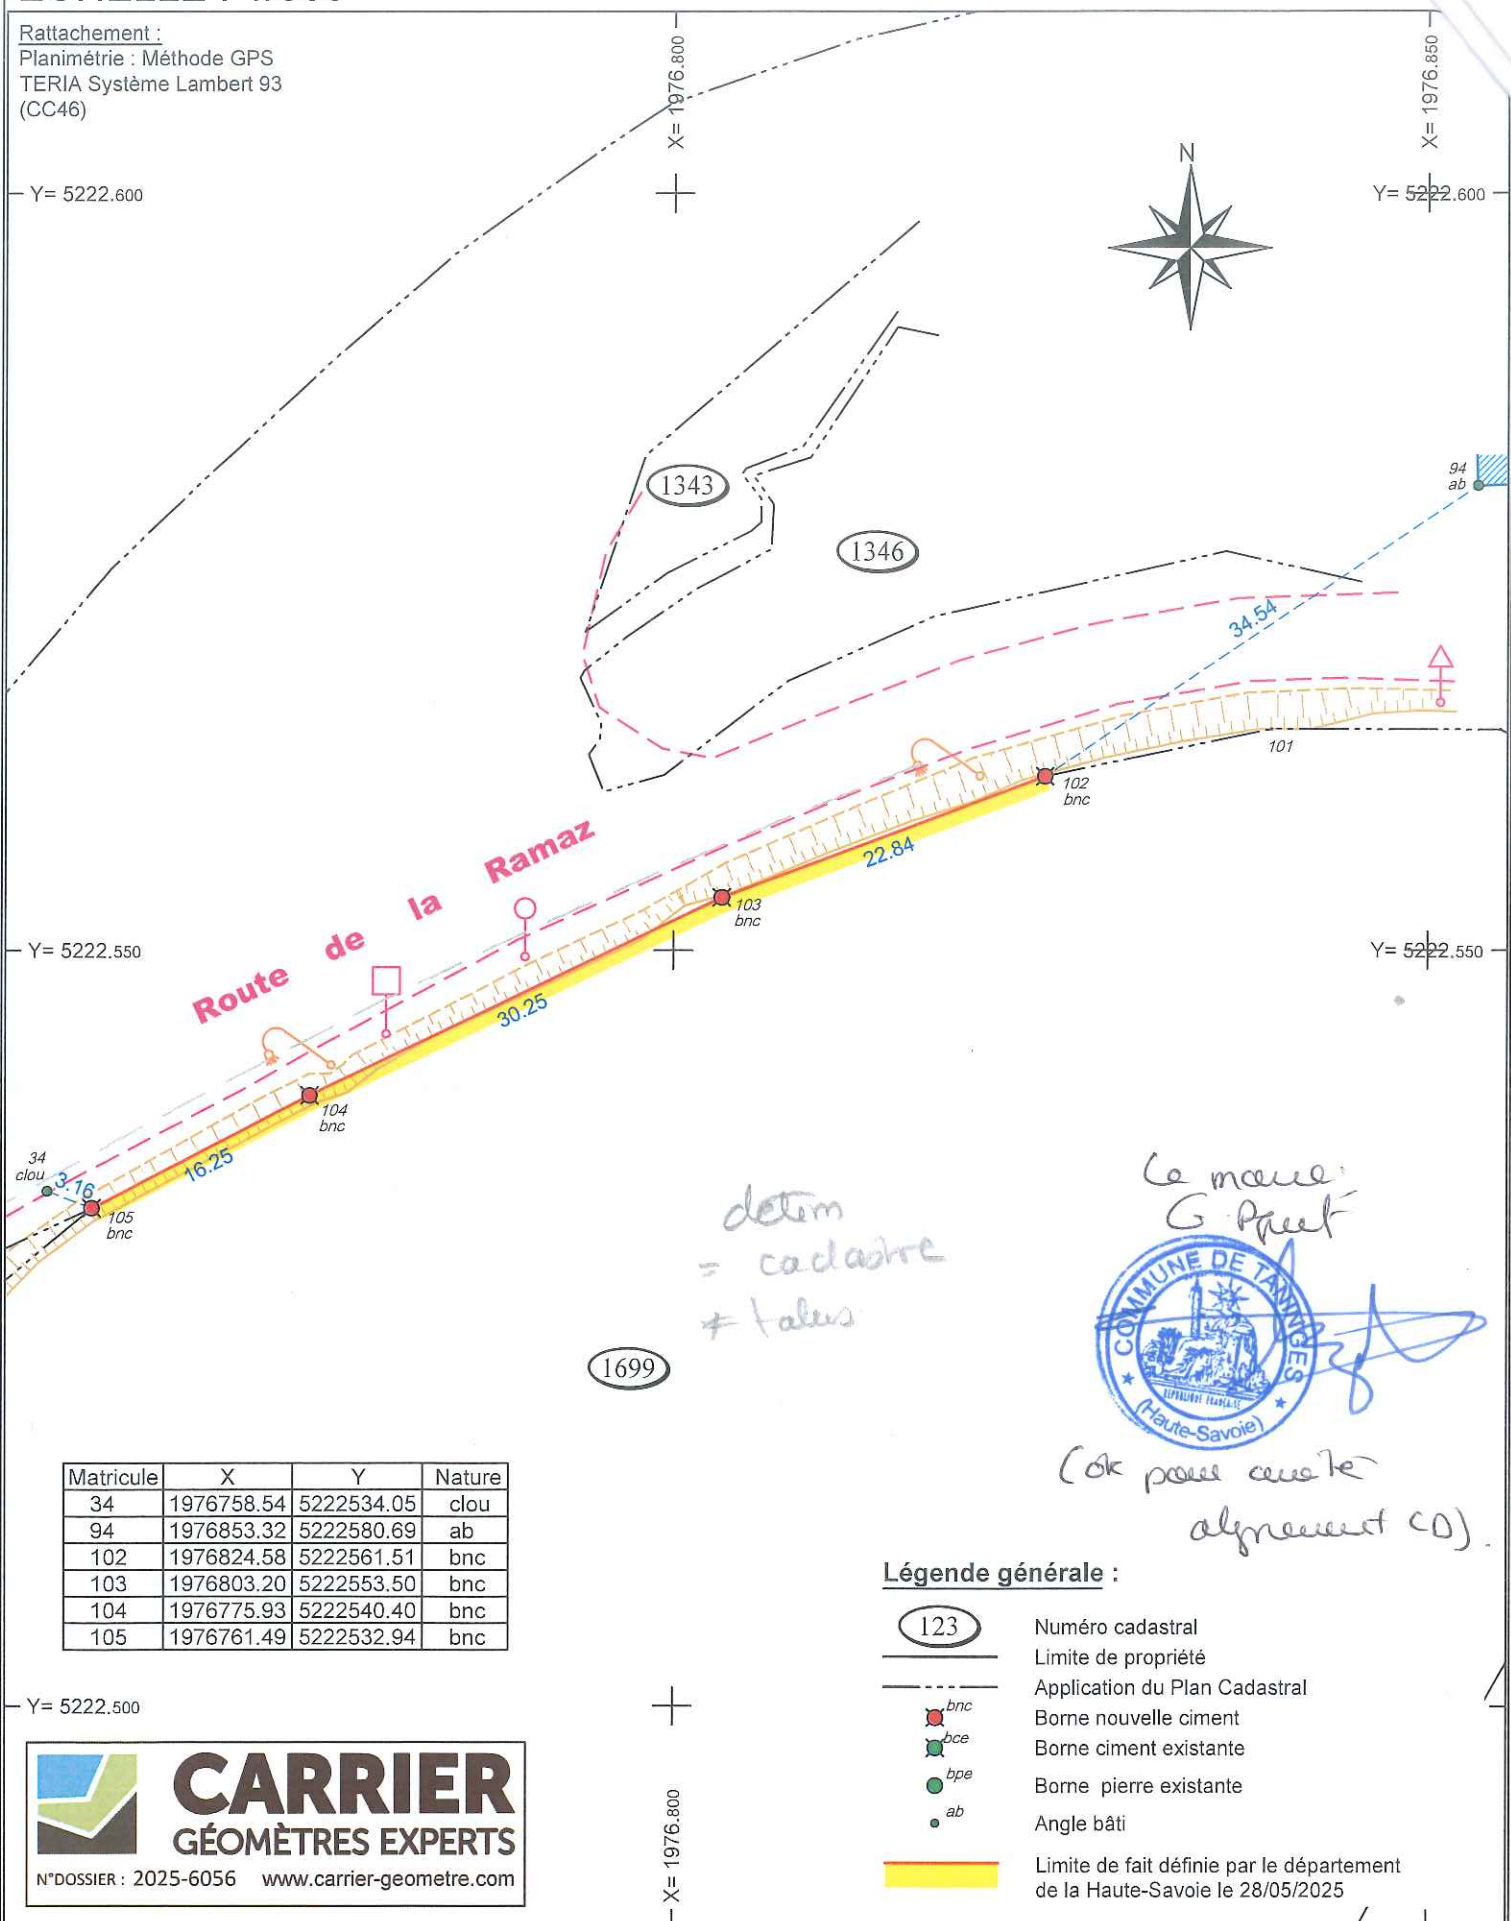 Rattachement :
Planimétrie : Méthode GPS
TERIA Système Lambert 93
(CC46)
X= 1976.800
X= 1976.850
N
Y= 5222.600
Y= 5222.600
1343
94
ab
1346
34.54
101
102
bnc
22.84
Route de la Ramaz
103
bnc
Y= 5222.550
Y= 5222.550
30.25
104
bnc
16.25
34
clou
3.16
105
bnc
= cadastre
≠ talus
Le maire
G.
COMMUNE DE TANINGES
RÉPUBLIQUE FRANÇAISE
(Haute-Savoie)
1699
(ok pour
alignement CD)
Matricule X Y Nature
34 1976758.54 5222534.05 clou
94 1976853.32 5222580.69 ab
102 1976824.58 5222561.51 bnc
103 1976803.20 5222553.50 bnc
104 1976775.93 5222540.40 bnc
105 1976761.49 5222532.94 bnc
Légende générale :
123 Numéro cadastral
Limite de propriété
Application du Plan Cadastral
bnc Borne nouvelle ciment
bce Borne ciment existante
bpe Borne pierre existante
ab Angle bâti
Limite de fait définie par le département
de la Haute-Savoie le 28/05/2025
Y= 5222.500
X= 1976.800
CARRIER
GÉOMÈTRES EXPERTS
N°DOSSIER : 2025-6056 www.carrier-geometre.com